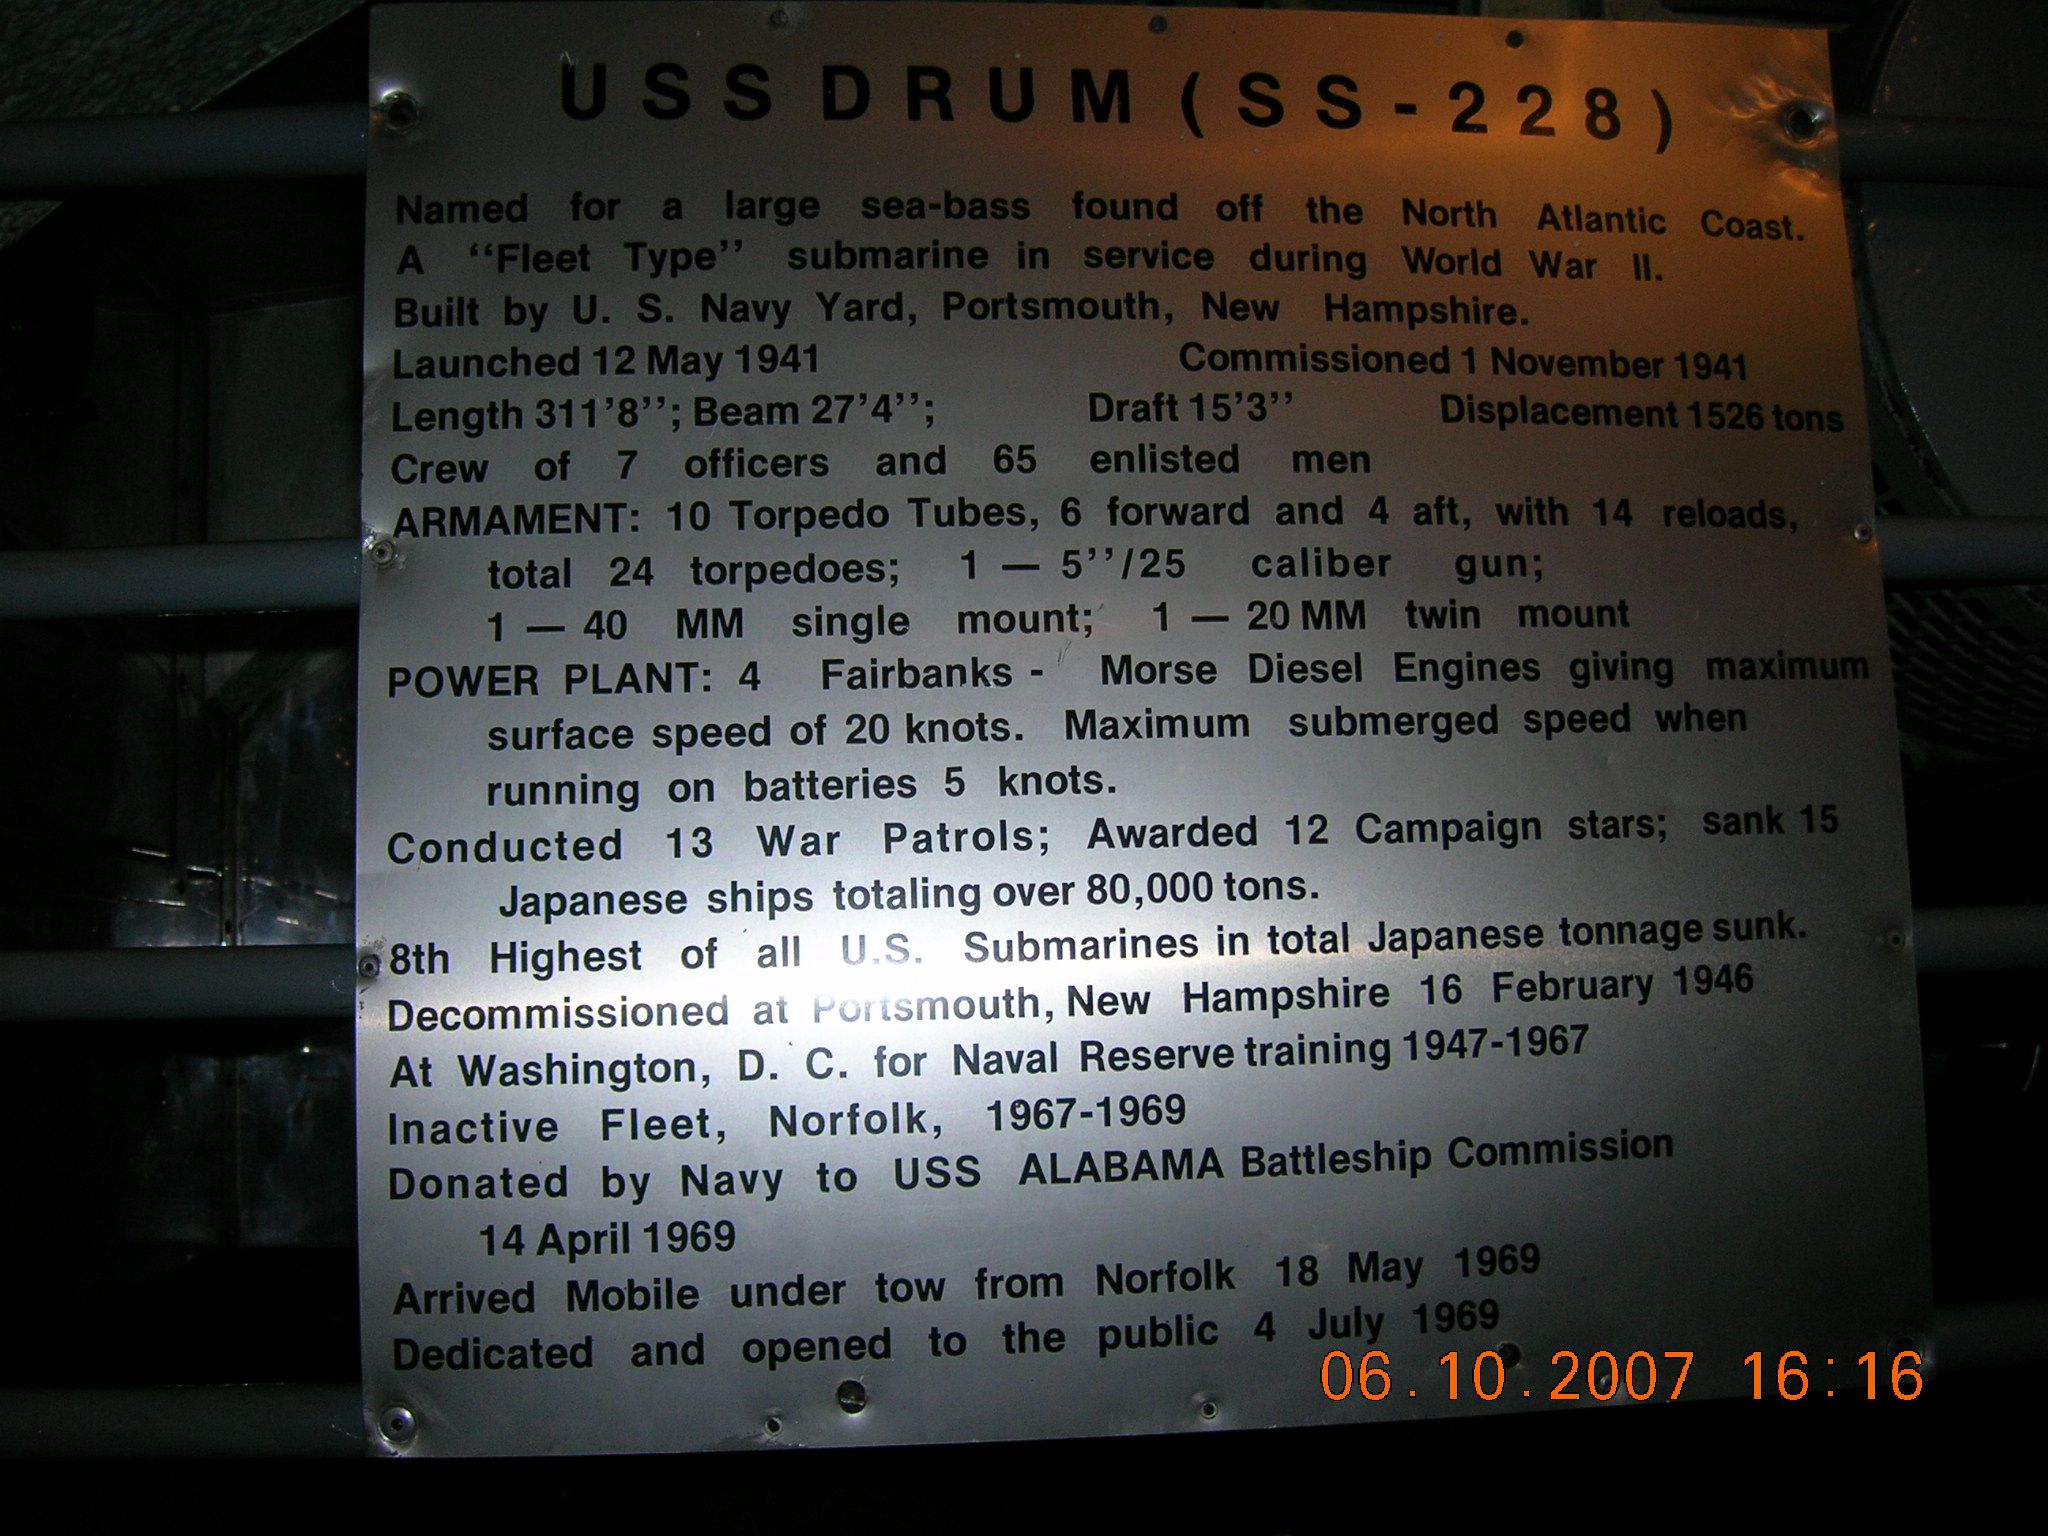 USS DRUM (SS-228)
Named for a large sea-bass found off the North Atlantic Coast.
A "Fleet Type" submarine in service during World War II.
Built by U. S. Navy Yard, Portsmouth, New Hampshire.
Launched 12 May 1941 Commissioned 1 November 1941
Length 311'8"; Beam 27'4"; Draft 15'3" Displacement 1526 tons
Crew of 7 officers and 65 enlisted men
ARMAMENT: 10 Torpedo Tubes, 6 forward and 4 aft, with 14 reloads,
total 24 torpedoes; 1 — 5"/25 caliber gun;
1 — 40 MM single mount; 1 — 20 MM twin mount
POWER PLANT: 4 Fairbanks - Morse Diesel Engines giving maximum
surface speed of 20 knots. Maximum submerged speed when
running on batteries 5 knots.
Conducted 13 War Patrols; Awarded 12 Campaign stars; sank 15
Japanese ships totaling over 80,000 tons.
8th Highest of all U.S. Submarines in total Japanese tonnage sunk.
Decommissioned at Portsmouth, New Hampshire 16 February 1946
At Washington, D. C. for Naval Reserve training 1947-1967
Inactive Fleet, Norfolk, 1967-1969
Donated by Navy to USS ALABAMA Battleship Commission
14 April 1969
Arrived Mobile under tow from Norfolk 18 May 1969
Dedicated and opened to the public 4 July 1969
06.10.2007 16:16